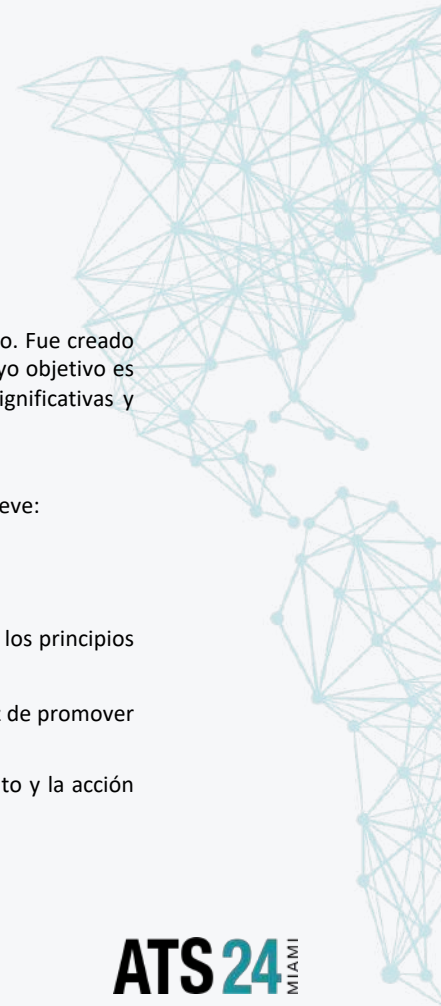 o. Fue creado
yo objetivo es
ignificativas y
eve:
los principios
de promover
to y la acción
ATS 24 MIAMI